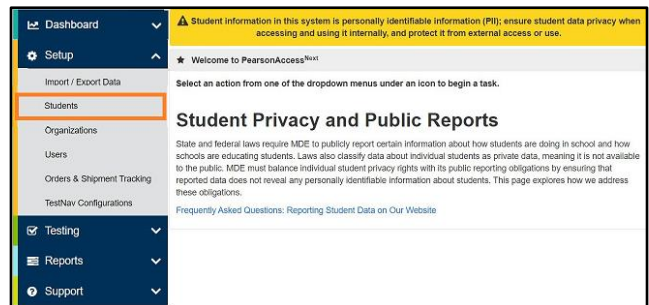 Dashboard
Setup
Import / Export Data
Students
Organizations
Users
Orders & Shipment Tracking
TestNav Configurations
Testing
Reports
Support
Student information in this system is personally identifiable information (PII); ensure student data privacy when
accessing and using it internally, and protect it from external access or use.
Welcome to PearsonAccessNext
Select an action from one of the dropdown menus under an icon to begin a task.
Student Privacy and Public Reports
State and federal laws require MDE to publicly report certain information about how students are doing in school and how
schools are educating students. Laws also classify data about individual students as private data, meaning it is not available
to the public. MDE must balance individual student privacy rights with its public reporting obligations by ensuring that
reported data does not reveal any personally identifiable information about students. This page explores how we address
these obligations.
Frequently Asked Questions: Reporting Student Data on Our Website